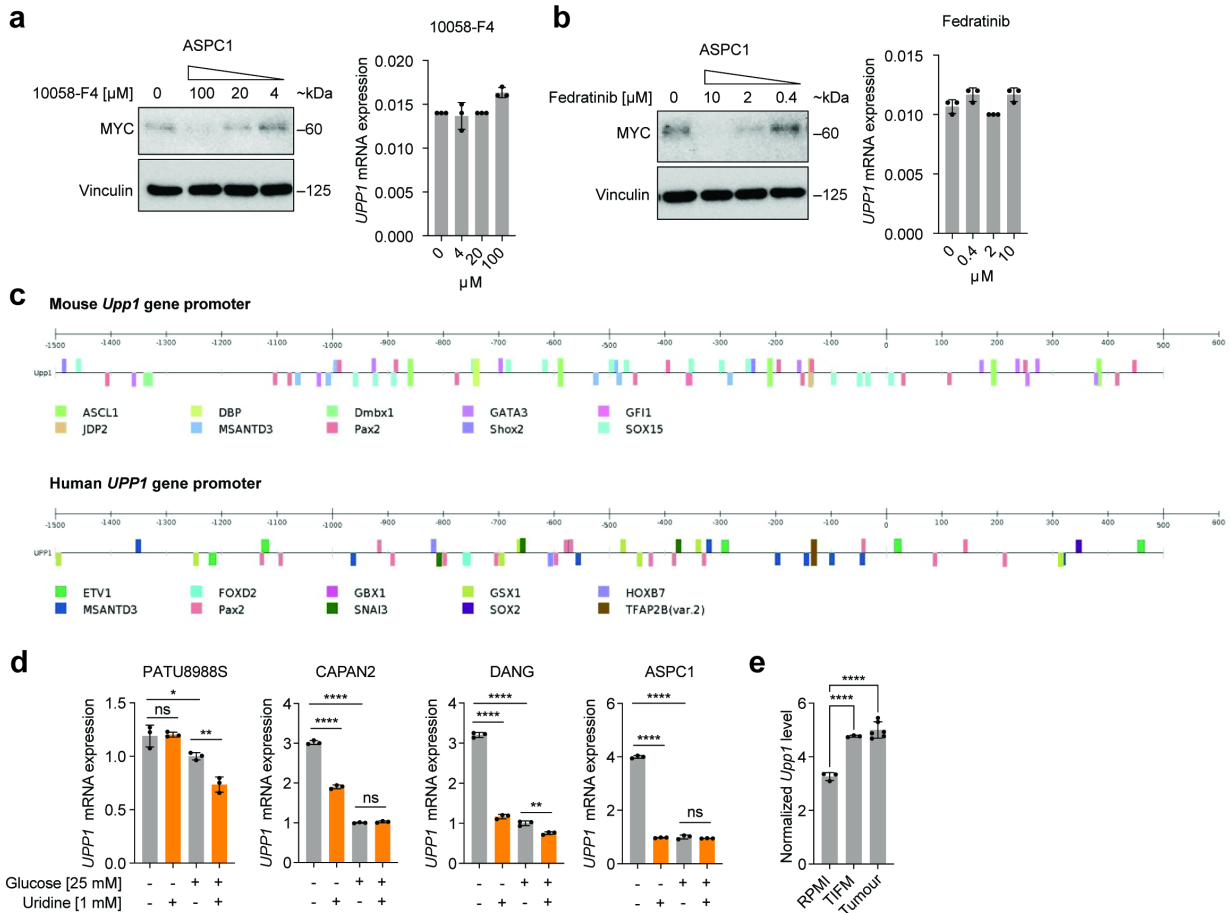 a
10058-F4
ASPC1
10058-F4 [µM] 0 100 20 4 ~kDa
MYC –60
Vinculin –125
UPP1 mRNA expression
0.020
0.015
0.010
0.005
0.000
0 4 20 100
µM
b
Fedratinib
ASPC1
Fedratinib [µM] 0 10 2 0.4 ~kDa
MYC –60
Vinculin –125
UPP1 mRNA expression
0.015
0.010
0.005
0.000
0 0.4 2 10
µM
c
Mouse Upp1 gene promoter
-1500 -1400 -1300 -1200 -1100 -1000 -900 -800 -700 -600 -500 -400 -300 -200 -100 0 100 200 300 400 500 600
Upp1
ASCL1 DBP Dmbx1 GATA3 GFI1
JDP2 MSANTD3 Pax2 Shox2 SOX15
Human UPP1 gene promoter
-1500 -1400 -1300 -1200 -1100 -1000 -900 -800 -700 -600 -500 -400 -300 -200 -100 0 100 200 300 400 500 600
UPP1
ETV1 FOXD2 GBX1 GSX1 HOXB7
MSANTD3 Pax2 SNAI3 SOX2 TFAP2B(var.2)
d
PATU8988S
UPP1 mRNA expression
1.5
1.0
0.5
0.0
*
ns
**
Glucose [25 mM] - - + +
Uridine [1 mM] - + - +
CAPAN2
UPP1 mRNA expression
4
3
2
1
0
****
****
ns
- - + +
- + - +
DANG
UPP1 mRNA expression
4
3
2
1
0
****
****
**
- - + +
- + - +
ASPC1
UPP1 mRNA expression
6
4
2
0
****
****
ns
- - + +
- + - +
e
Normalized Upp1 level
6
4
2
0
****
****
RPMI TIFM Tumour